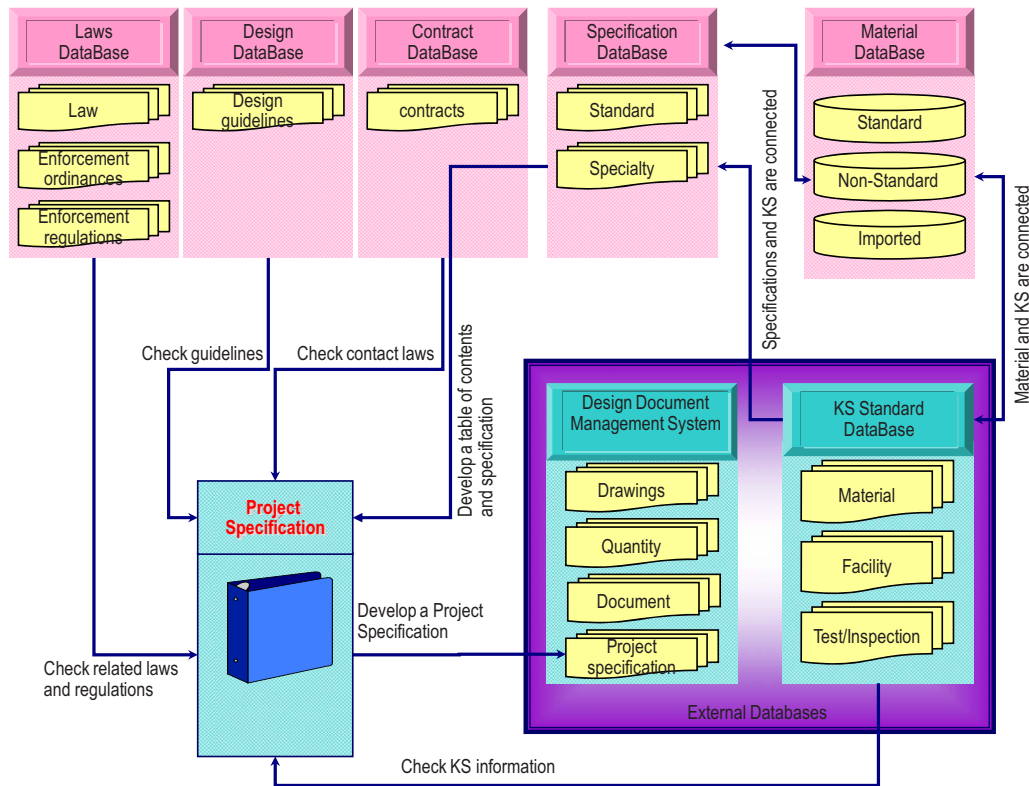 Laws
DataBase
Law
Enforcement
ordinances
Enforcement
regulations
Design
DataBase
Design
guidelines
Contract
DataBase
contracts
Specification
DataBase
Standard
Specialty
Material
DataBase
Standard
Non-Standard
Imported
Specifications and KS are connected
Material and KS are connected
Check guidelines
Check contact laws
Develop a table of contents
and specification
Project
Specification
Develop a Project
Specification
Check related laws
and regulations
Design Document
Management System
Drawings
Quantity
Document
Project
specification
KS Standard
DataBase
Material
Facility
Test/Inspection
External Databases
Check KS information